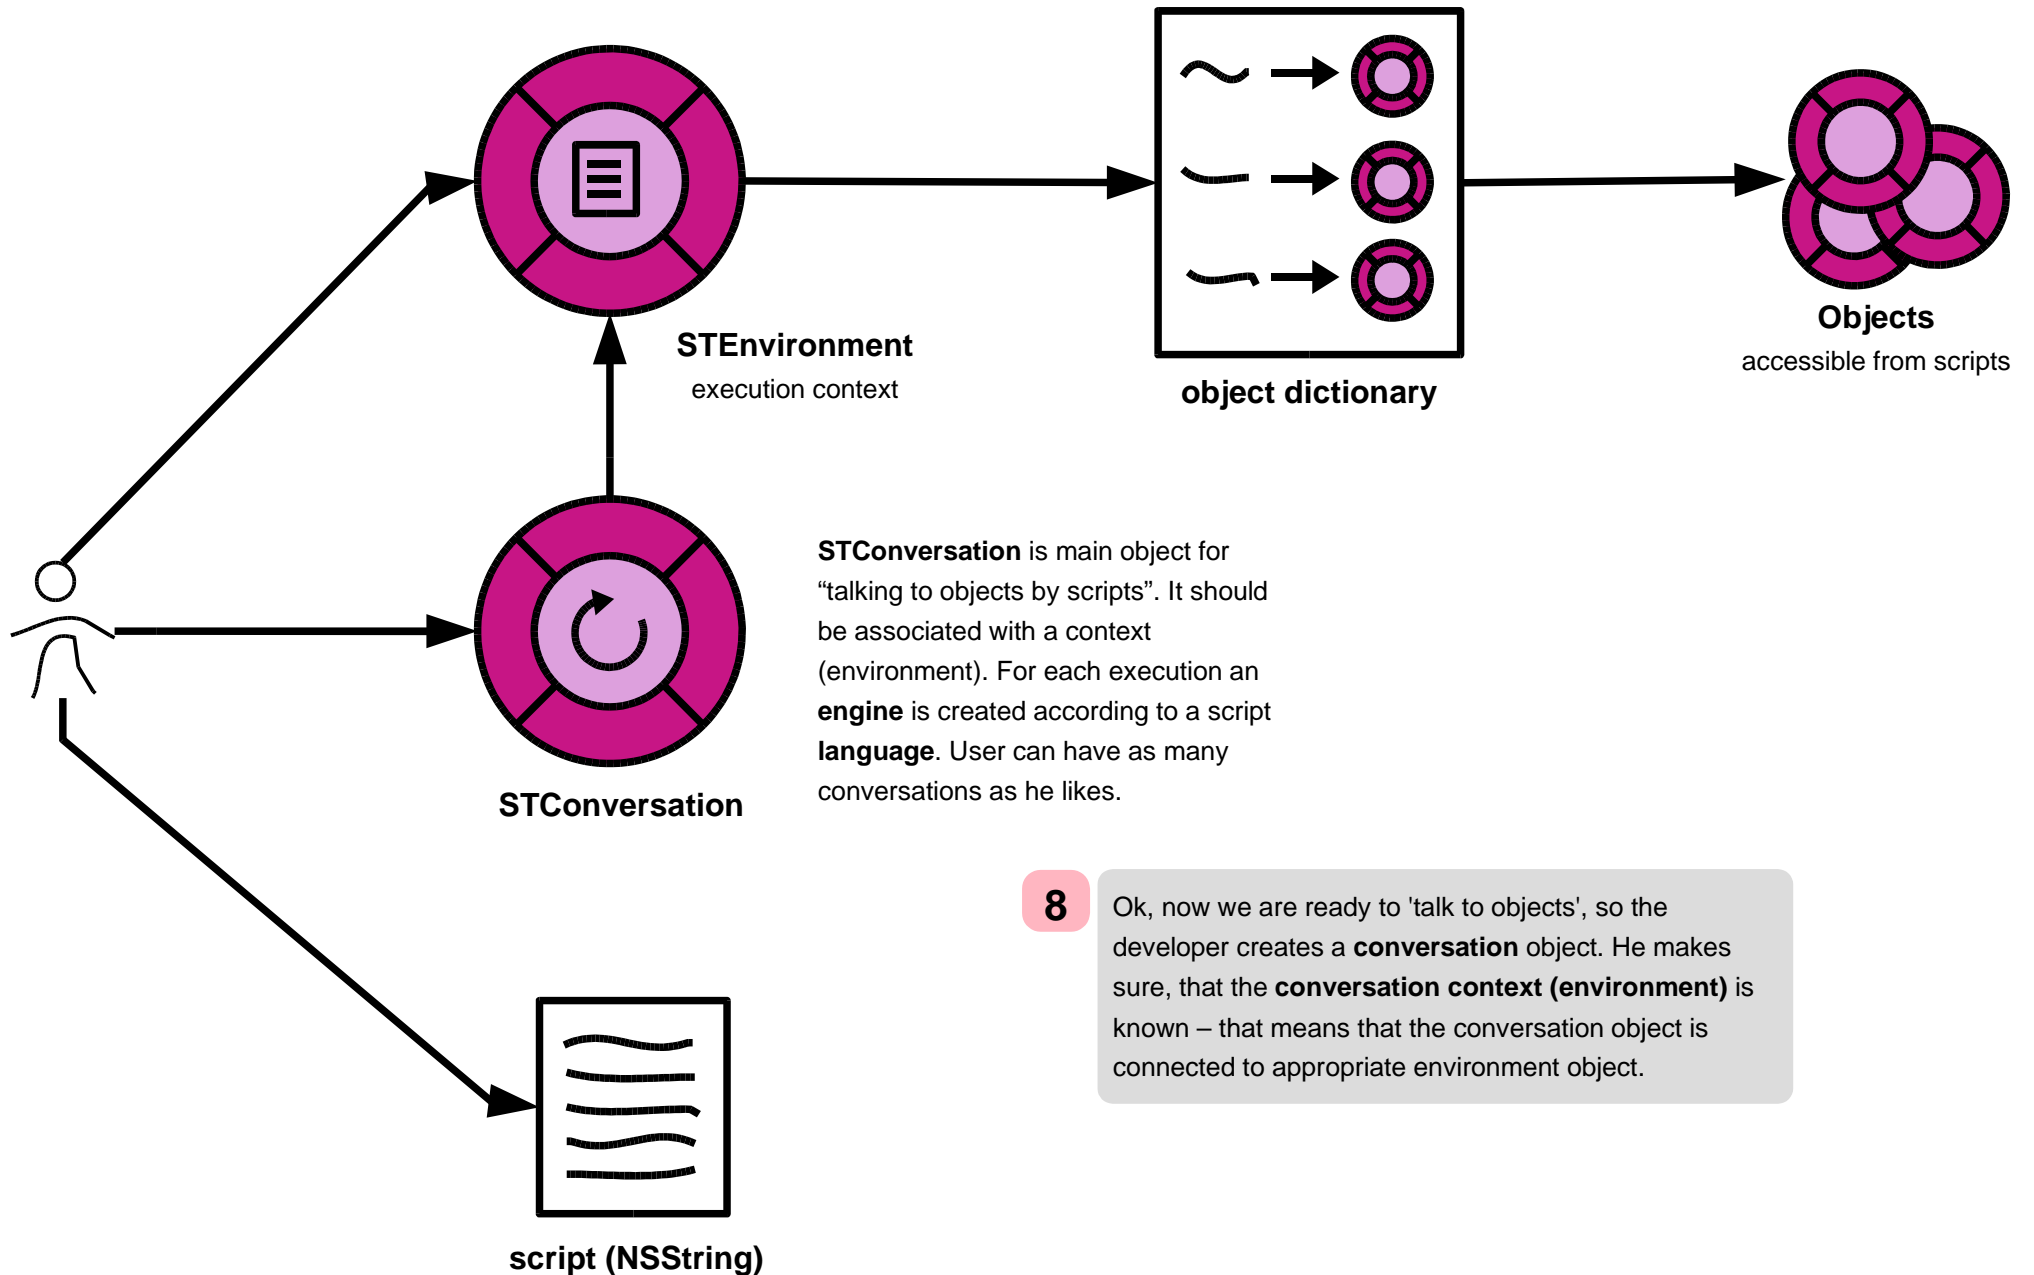 STEnvironment
execution context
object dictionary
Objects
accessible from scripts
STConversation is main object for
“talking to objects by scripts”. It should
be associated with a context
(environment). For each execution an
engine is created according to a script
language. User can have as many
conversations as he likes.
STConversation
8
Ok, now we are ready to 'talk to objects', so the
developer creates a conversation object. He makes
sure, that the conversation context (environment) is
known – that means that the conversation object is
connected to appropriate environment object.
script (NSString)